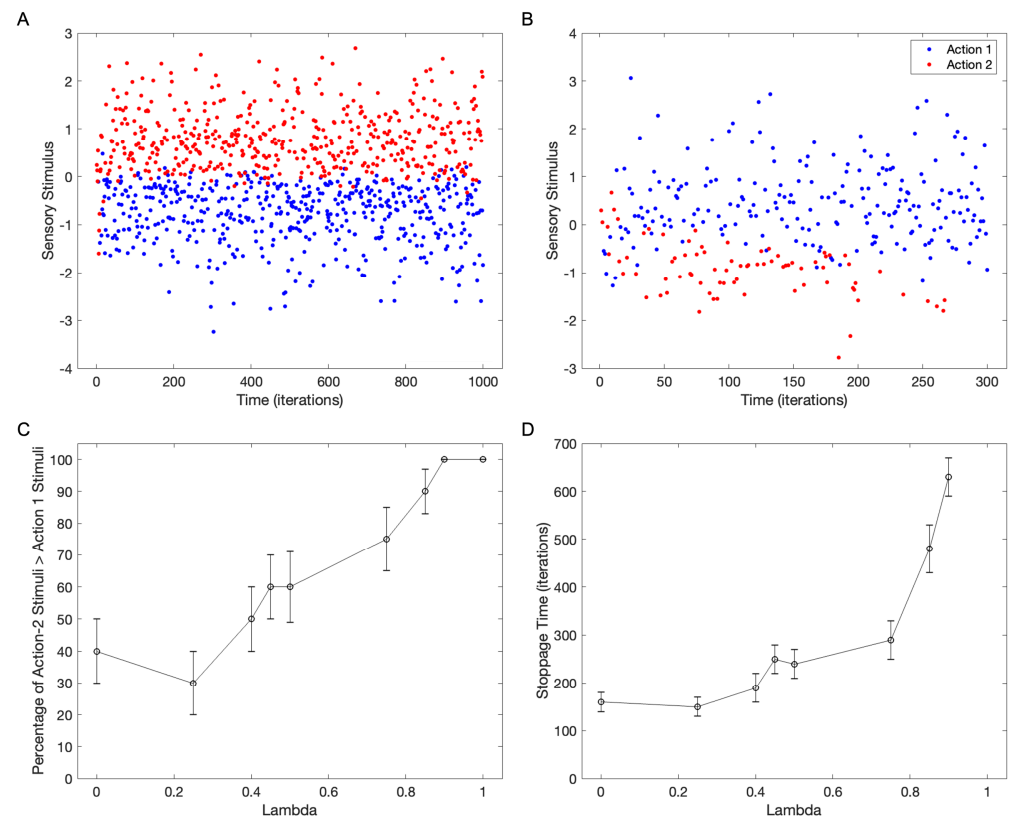 A
3
2
1
0
-1
-2
-3
-4
Sensory Stimulus
0 200 400 600 800 1000
Time (iterations)
B
Action 1
Action 2
4
3
2
1
0
-1
-2
-3
Sensory Stimulus
0 50 100 150 200 250 300
Time (iterations)
C
100
90
80
70
60
50
40
30
20
10
0
Percentage of Action-2 Stimuli > Action 1 Stimuli
0 0.2 0.4 0.6 0.8 1
Lambda
D
700
600
500
400
300
200
100
0
Stoppage Time (iterations)
0 0.2 0.4 0.6 0.8 1
Lambda